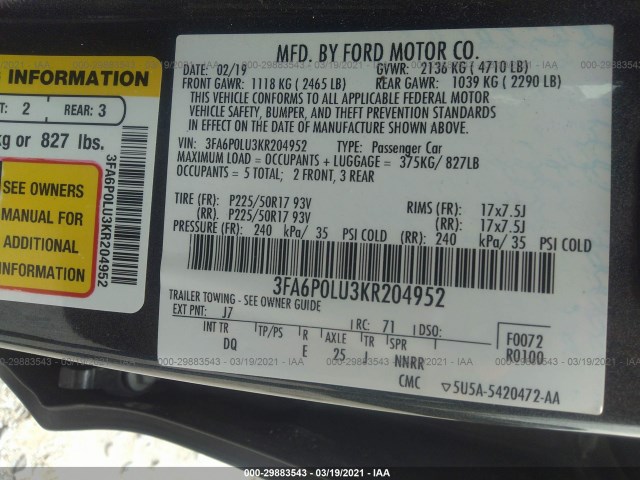 MFD. BY FORD MOTOR CO.
DATE: 02/19 GVWR: 2136 KG ( 4710 LB)
FRONT GAWR: 1118 KG ( 2465 LB) REAR GAWR: 1039 KG ( 2290 LB)
THIS VEHICLE CONFORMS TO ALL APPLICABLE FEDERAL MOTOR
VEHICLE SAFETY, BUMPER, AND THEFT PREVENTION STANDARDS
IN EFFECT ON THE DATE OF MANUFACTURE SHOWN ABOVE.
VIN: 3FA6P0LU3KR204952 TYPE: Passenger Car
MAXIMUM LOAD = OCCUPANTS + LUGGAGE = 375KG/ 827LB
OCCUPANTS = 5 TOTAL; 2 FRONT, 3 REAR
TIRE (FR): P225/50R17 93V RIMS (FR): 17x7.5J
(RR): P225/50R17 93V (RR): 17x7.5J
PRESSURE (FR): 240 kPa/ 35 PSI COLD (RR): 240 kPa/ 35 PSI COLD
3FA6P0LU3KR204952
TRAILER TOWING - SEE OWNER GUIDE
EXT PNT: J7 RC: 71 DSO:
INT TR TP/PS R AXLE TR SPR
DQ E 25 J NNRR
F0072
R0100
CMC ▽5U5A-5420472-AA
INFORMATION
2 REAR: 3
kg or 827 lbs.
SEE OWNERS
MANUAL FOR
ADDITIONAL
INFORMATION
3FA6P0LU3KR204952
000-29883543 - 03/19/2021 - IAA